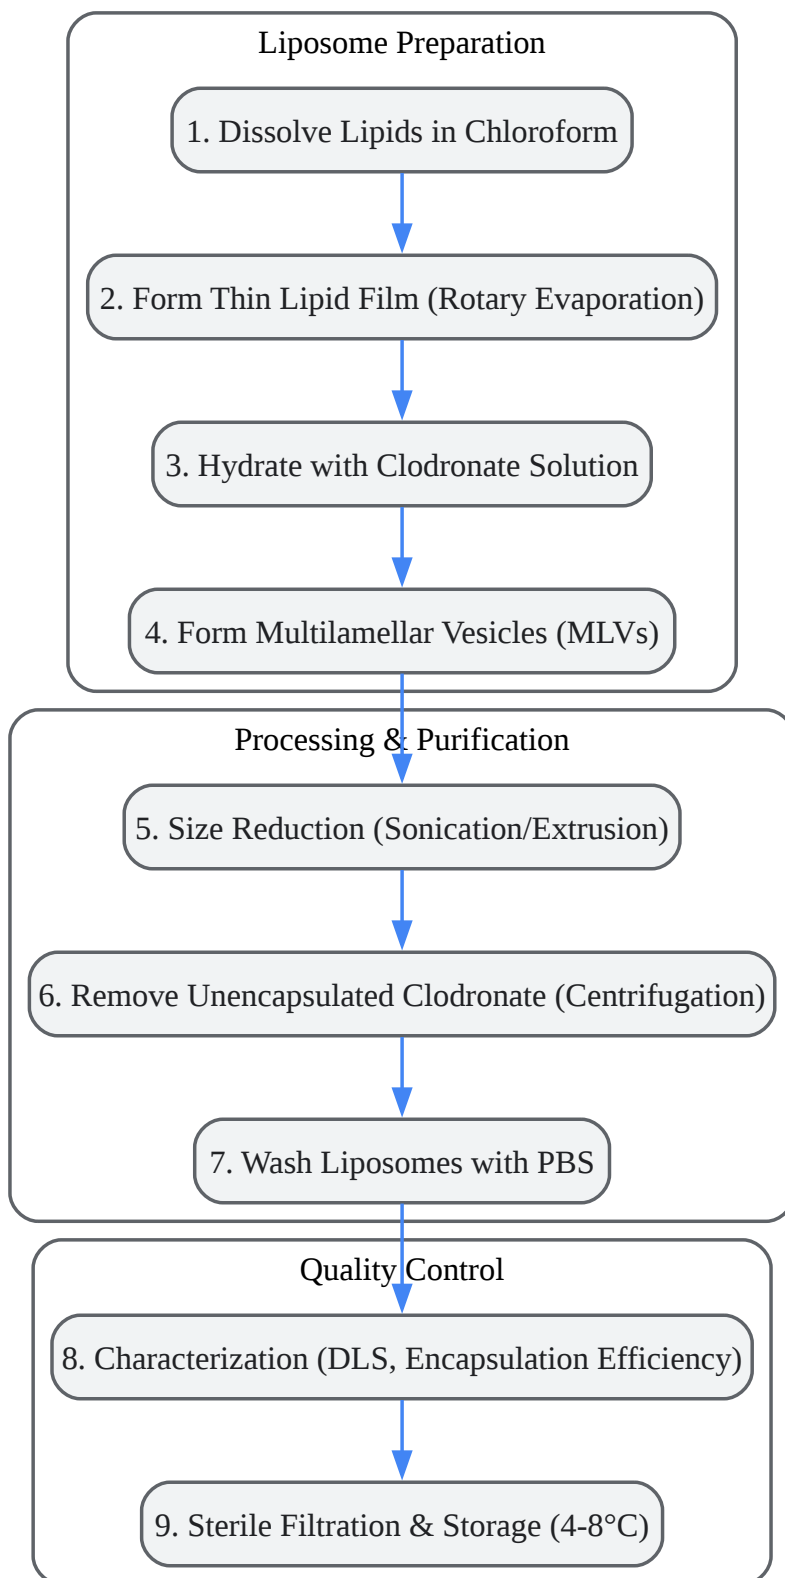 Liposome Preparation
1. Dissolve Lipids in Chloroform
2. Form Thin Lipid Film (Rotary Evaporation)
3. Hydrate with Clodronate Solution
4. Form Multilamellar Vesicles (MLVs)
Processing & Purification
5. Size Reduction (Sonication/Extrusion)
6. Remove Unencapsulated Clodronate (Centrifugation)
7. Wash Liposomes with PBS
Quality Control
8. Characterization (DLS, Encapsulation Efficiency)
9. Sterile Filtration & Storage (4-8°C)